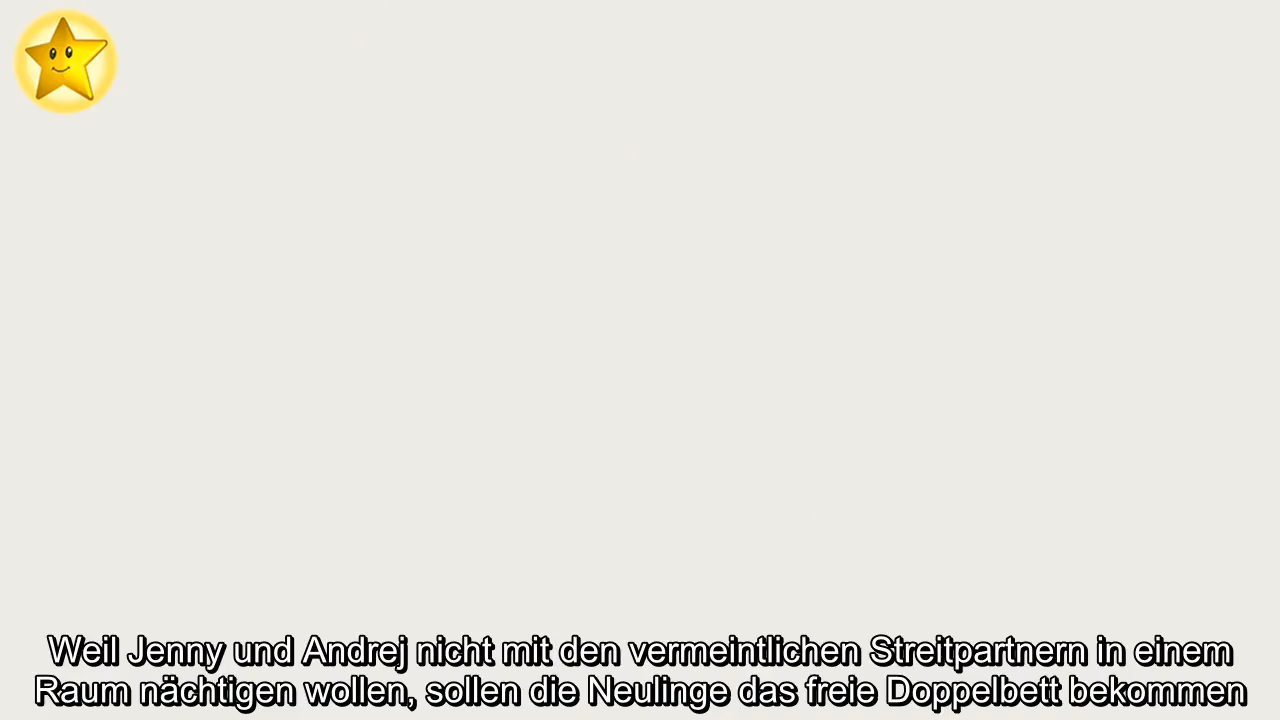 Weil Jenny und Andrej nicht mit den vermeintlichen Streitpartnern in einem
Raum nächtigen wollen, sollen die Neulinge das freie Doppelbett bekommen